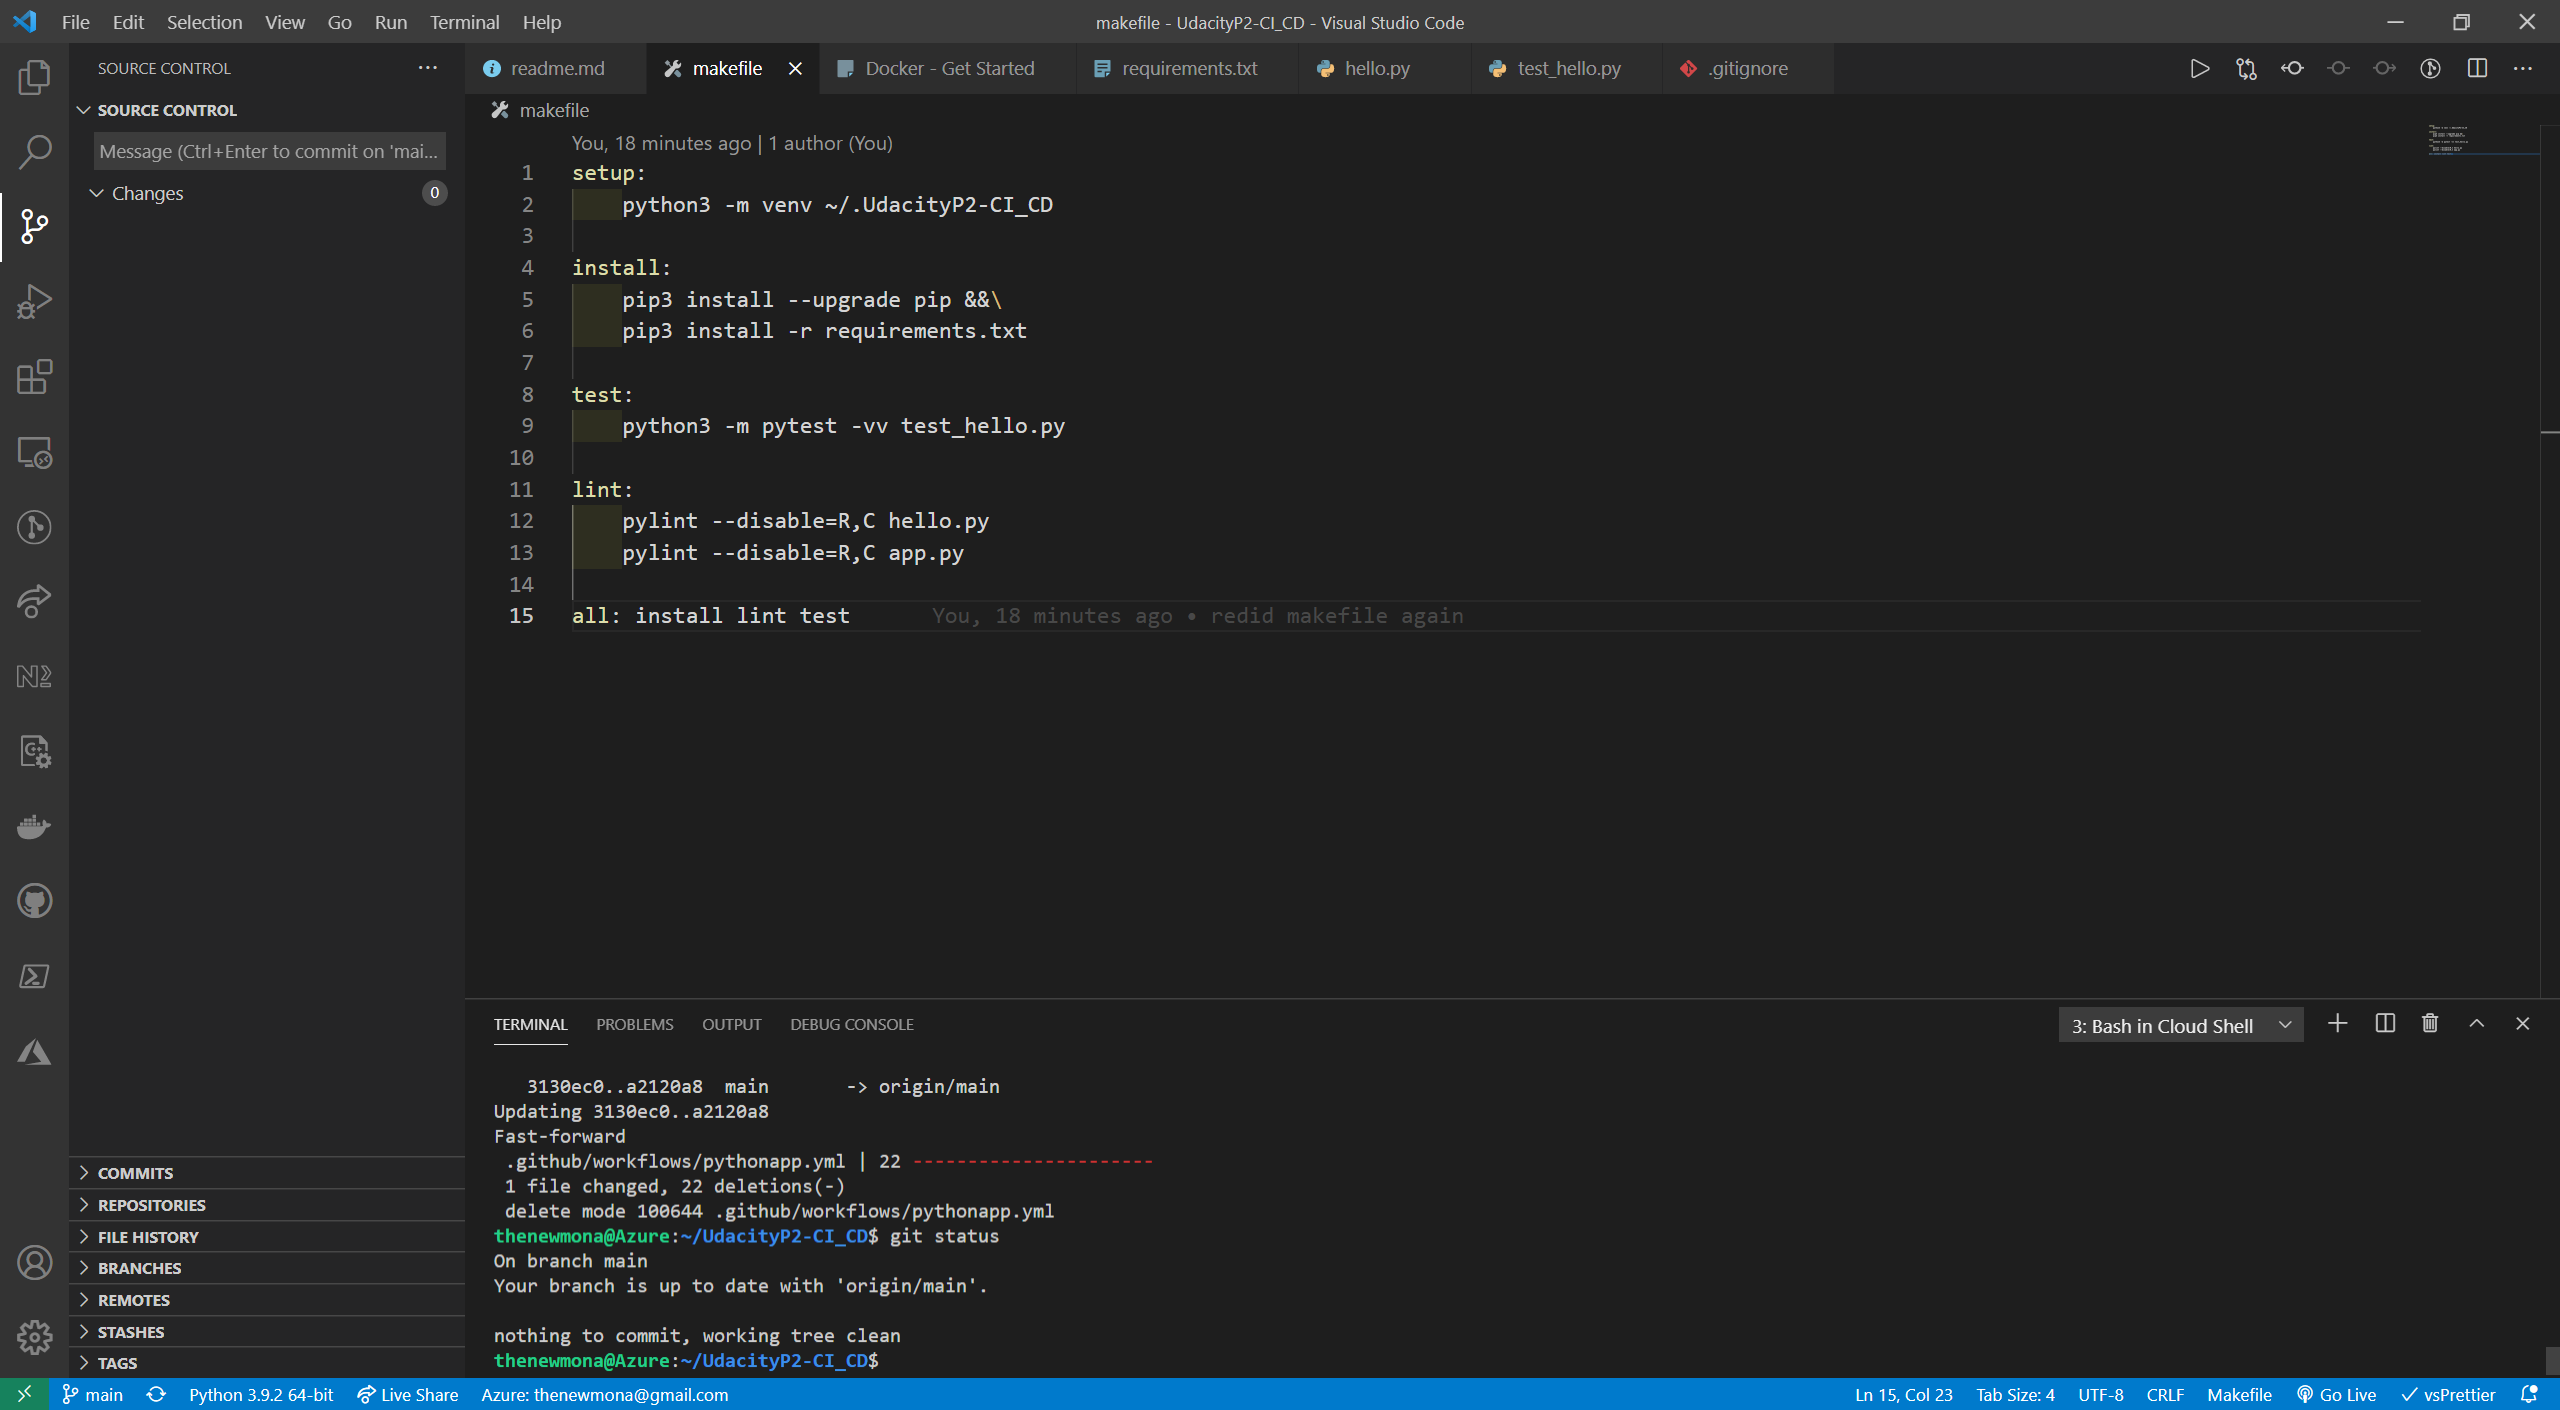 File Edit Selection View Go Run Terminal Help
makefile - UdacityP2-CI_CD - Visual Studio Code
SOURCE CONTROL
readme.md
makefile
Docker - Get Started
requirements.txt
hello.py
test_hello.py
.gitignore
SOURCE CONTROL
Message (Ctrl+Enter to commit on 'mai...
Changes 0
makefile
You, 18 minutes ago | 1 author (You)
1 setup:
2 python3 -m venv ~/.UdacityP2-CI_CD
3
4 install:
5 pip3 install --upgrade pip &&\
6 pip3 install -r requirements.txt
7
8 test:
9 python3 -m pytest -vv test_hello.py
10
11 lint:
12 pylint --disable=R,C hello.py
13 pylint --disable=R,C app.py
14
15 all: install lint test You, 18 minutes ago • redid makefile again
COMMITS
REPOSITORIES
FILE HISTORY
BRANCHES
REMOTES
STASHES
TAGS
TERMINAL PROBLEMS OUTPUT DEBUG CONSOLE
3: Bash in Cloud Shell
3130ec0..a2120a8 main -> origin/main
Updating 3130ec0..a2120a8
Fast-forward
.github/workflows/pythonapp.yml | 22 ----------------------
1 file changed, 22 deletions(-)
delete mode 100644 .github/workflows/pythonapp.yml
thenewmona@Azure:~/UdacityP2-CI_CD$ git status
On branch main
Your branch is up to date with 'origin/main'.
nothing to commit, working tree clean
thenewmona@Azure:~/UdacityP2-CI_CD$
main Python 3.9.2 64-bit Live Share Azure: thenewmona@gmail.com
Ln 15, Col 23 Tab Size: 4 UTF-8 CRLF Makefile Go Live vsPrettier